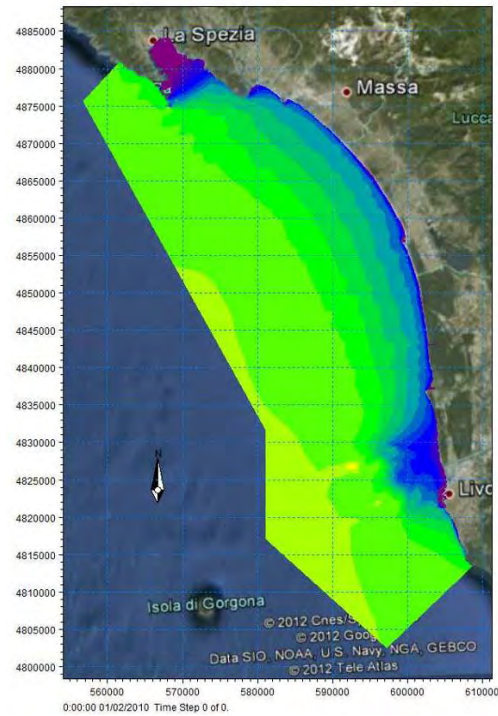 4885000
La Spezia
4880000
Massa
4875000
Lucca
4870000
4865000
4860000
4855000
4850000
4845000
4840000
4835000
4830000
4825000
N
Livo
4820000
4815000
4810000
Isola di Gorgona
4805000
© 2012 Cnes/S
© 2012 Goog
Data SIO, NOAA, U.S. Navy, NGA, GEBCO
© 2012 Tele Atlas
4800000
560000 570000 580000 590000 600000 610000
0:00:00 01/02/2010 Time Step 0 of 0.